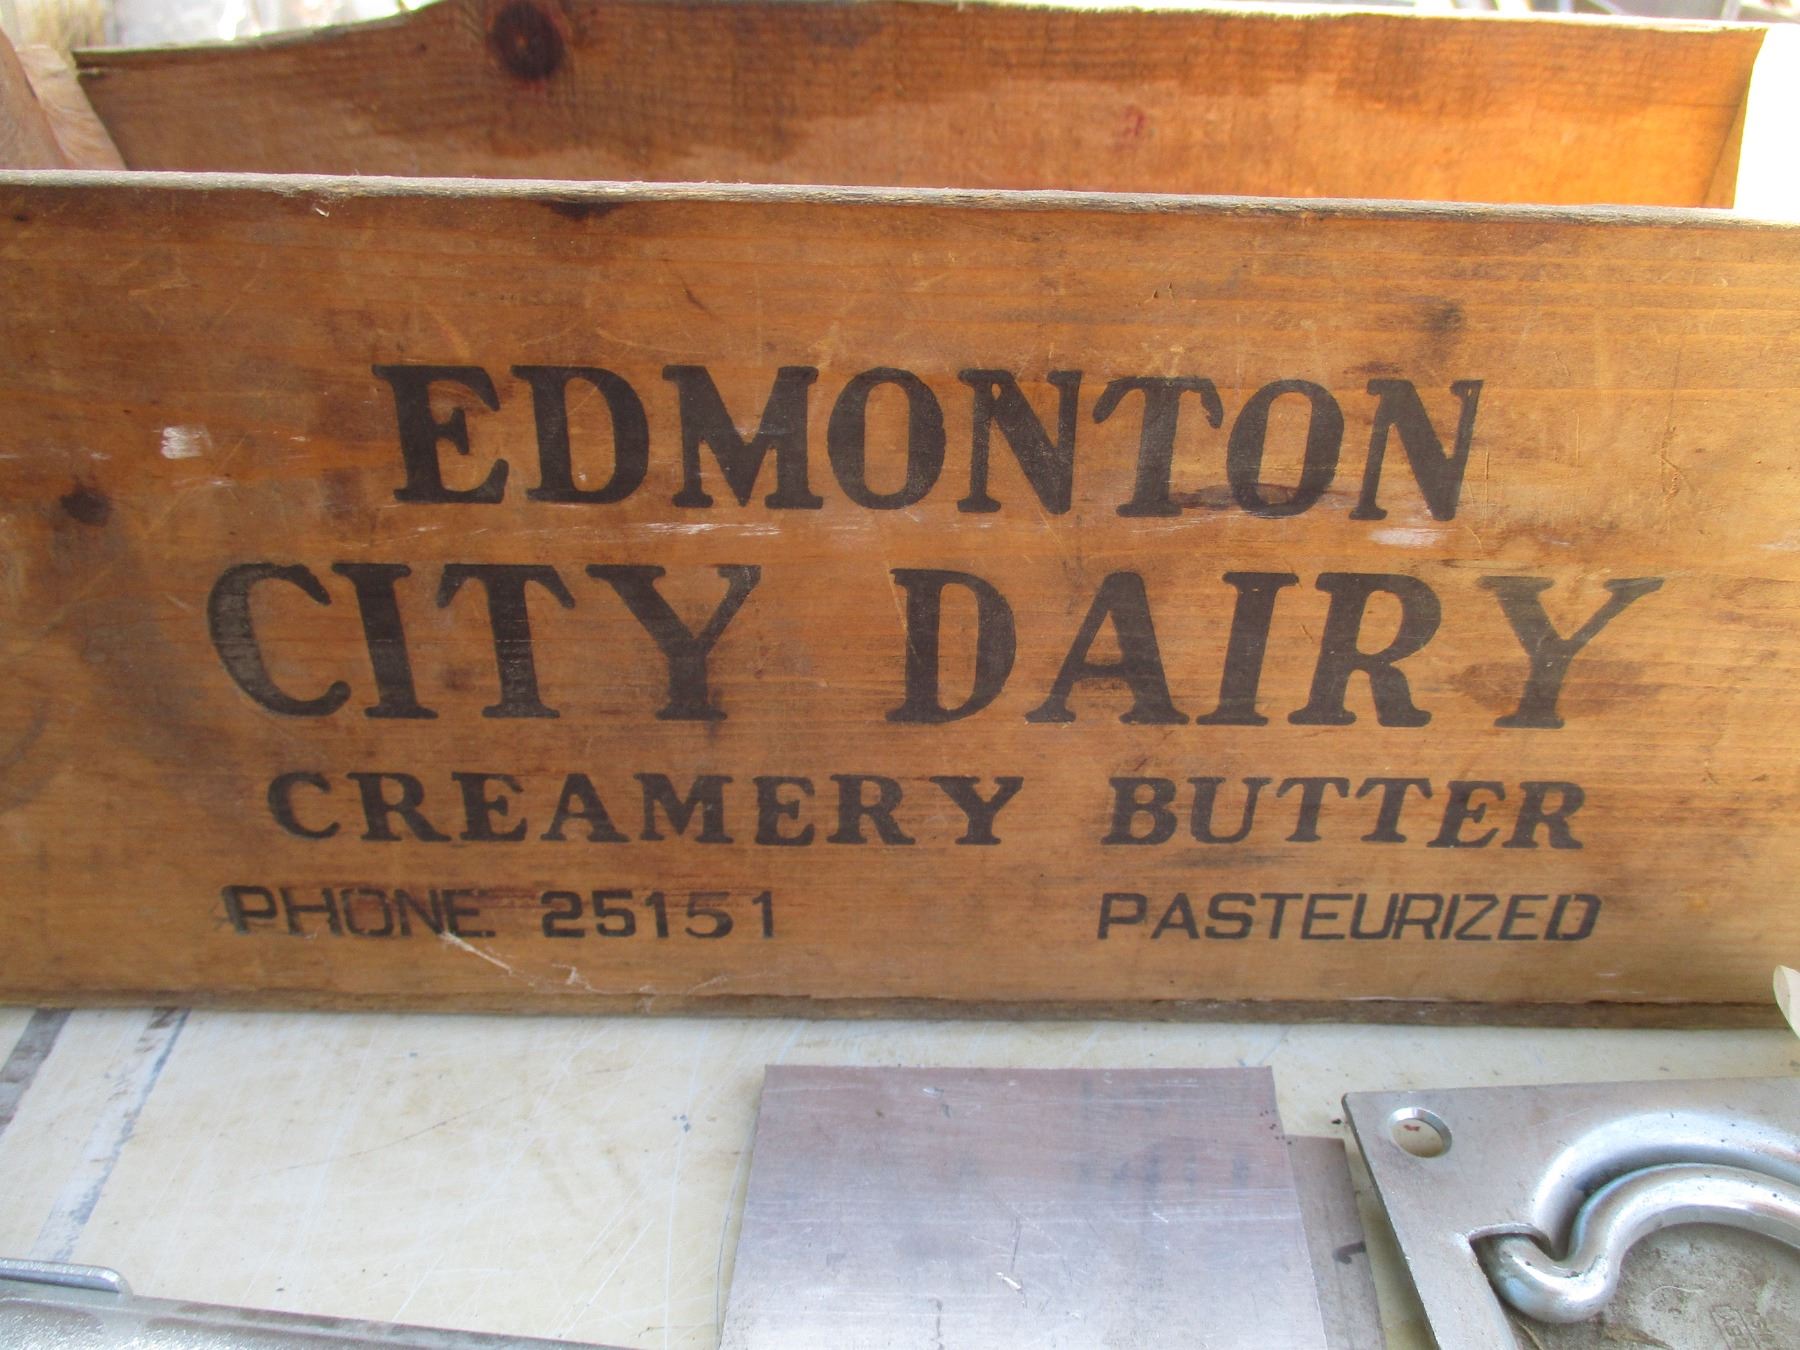 EDMONTON
CITY DAIRY
CREAMERY BUTTER
PHONE 25151 PASTEURIZED